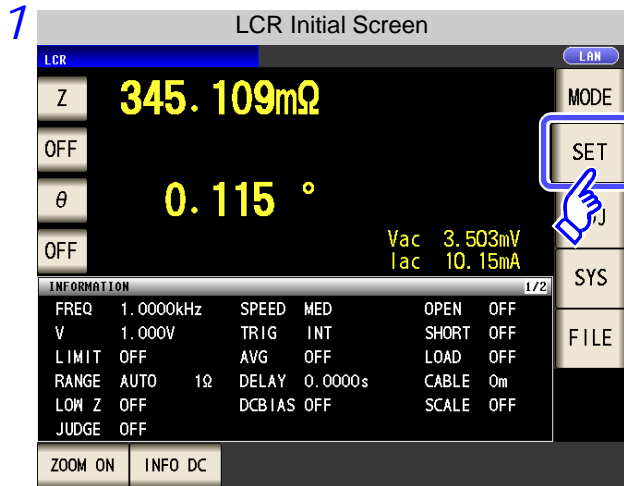 1
LCR Initial Screen
LCR
LAN
Z 345.109mΩ
MODE
OFF
SET
θ 0.115 °
OFF
Vac 3.503mV
Iac 10.15mA
SYS
INFORMATION 1/2
FREQ 1.0000kHz SPEED MED OPEN OFF
V 1.000V TRIG INT SHORT OFF
FILE
LIMIT OFF AVG OFF LOAD OFF
RANGE AUTO 1Ω DELAY 0.0000s CABLE 0m
LOW Z OFF DCBIAS OFF SCALE OFF
JUDGE OFF
ZOOM ON INFO DC